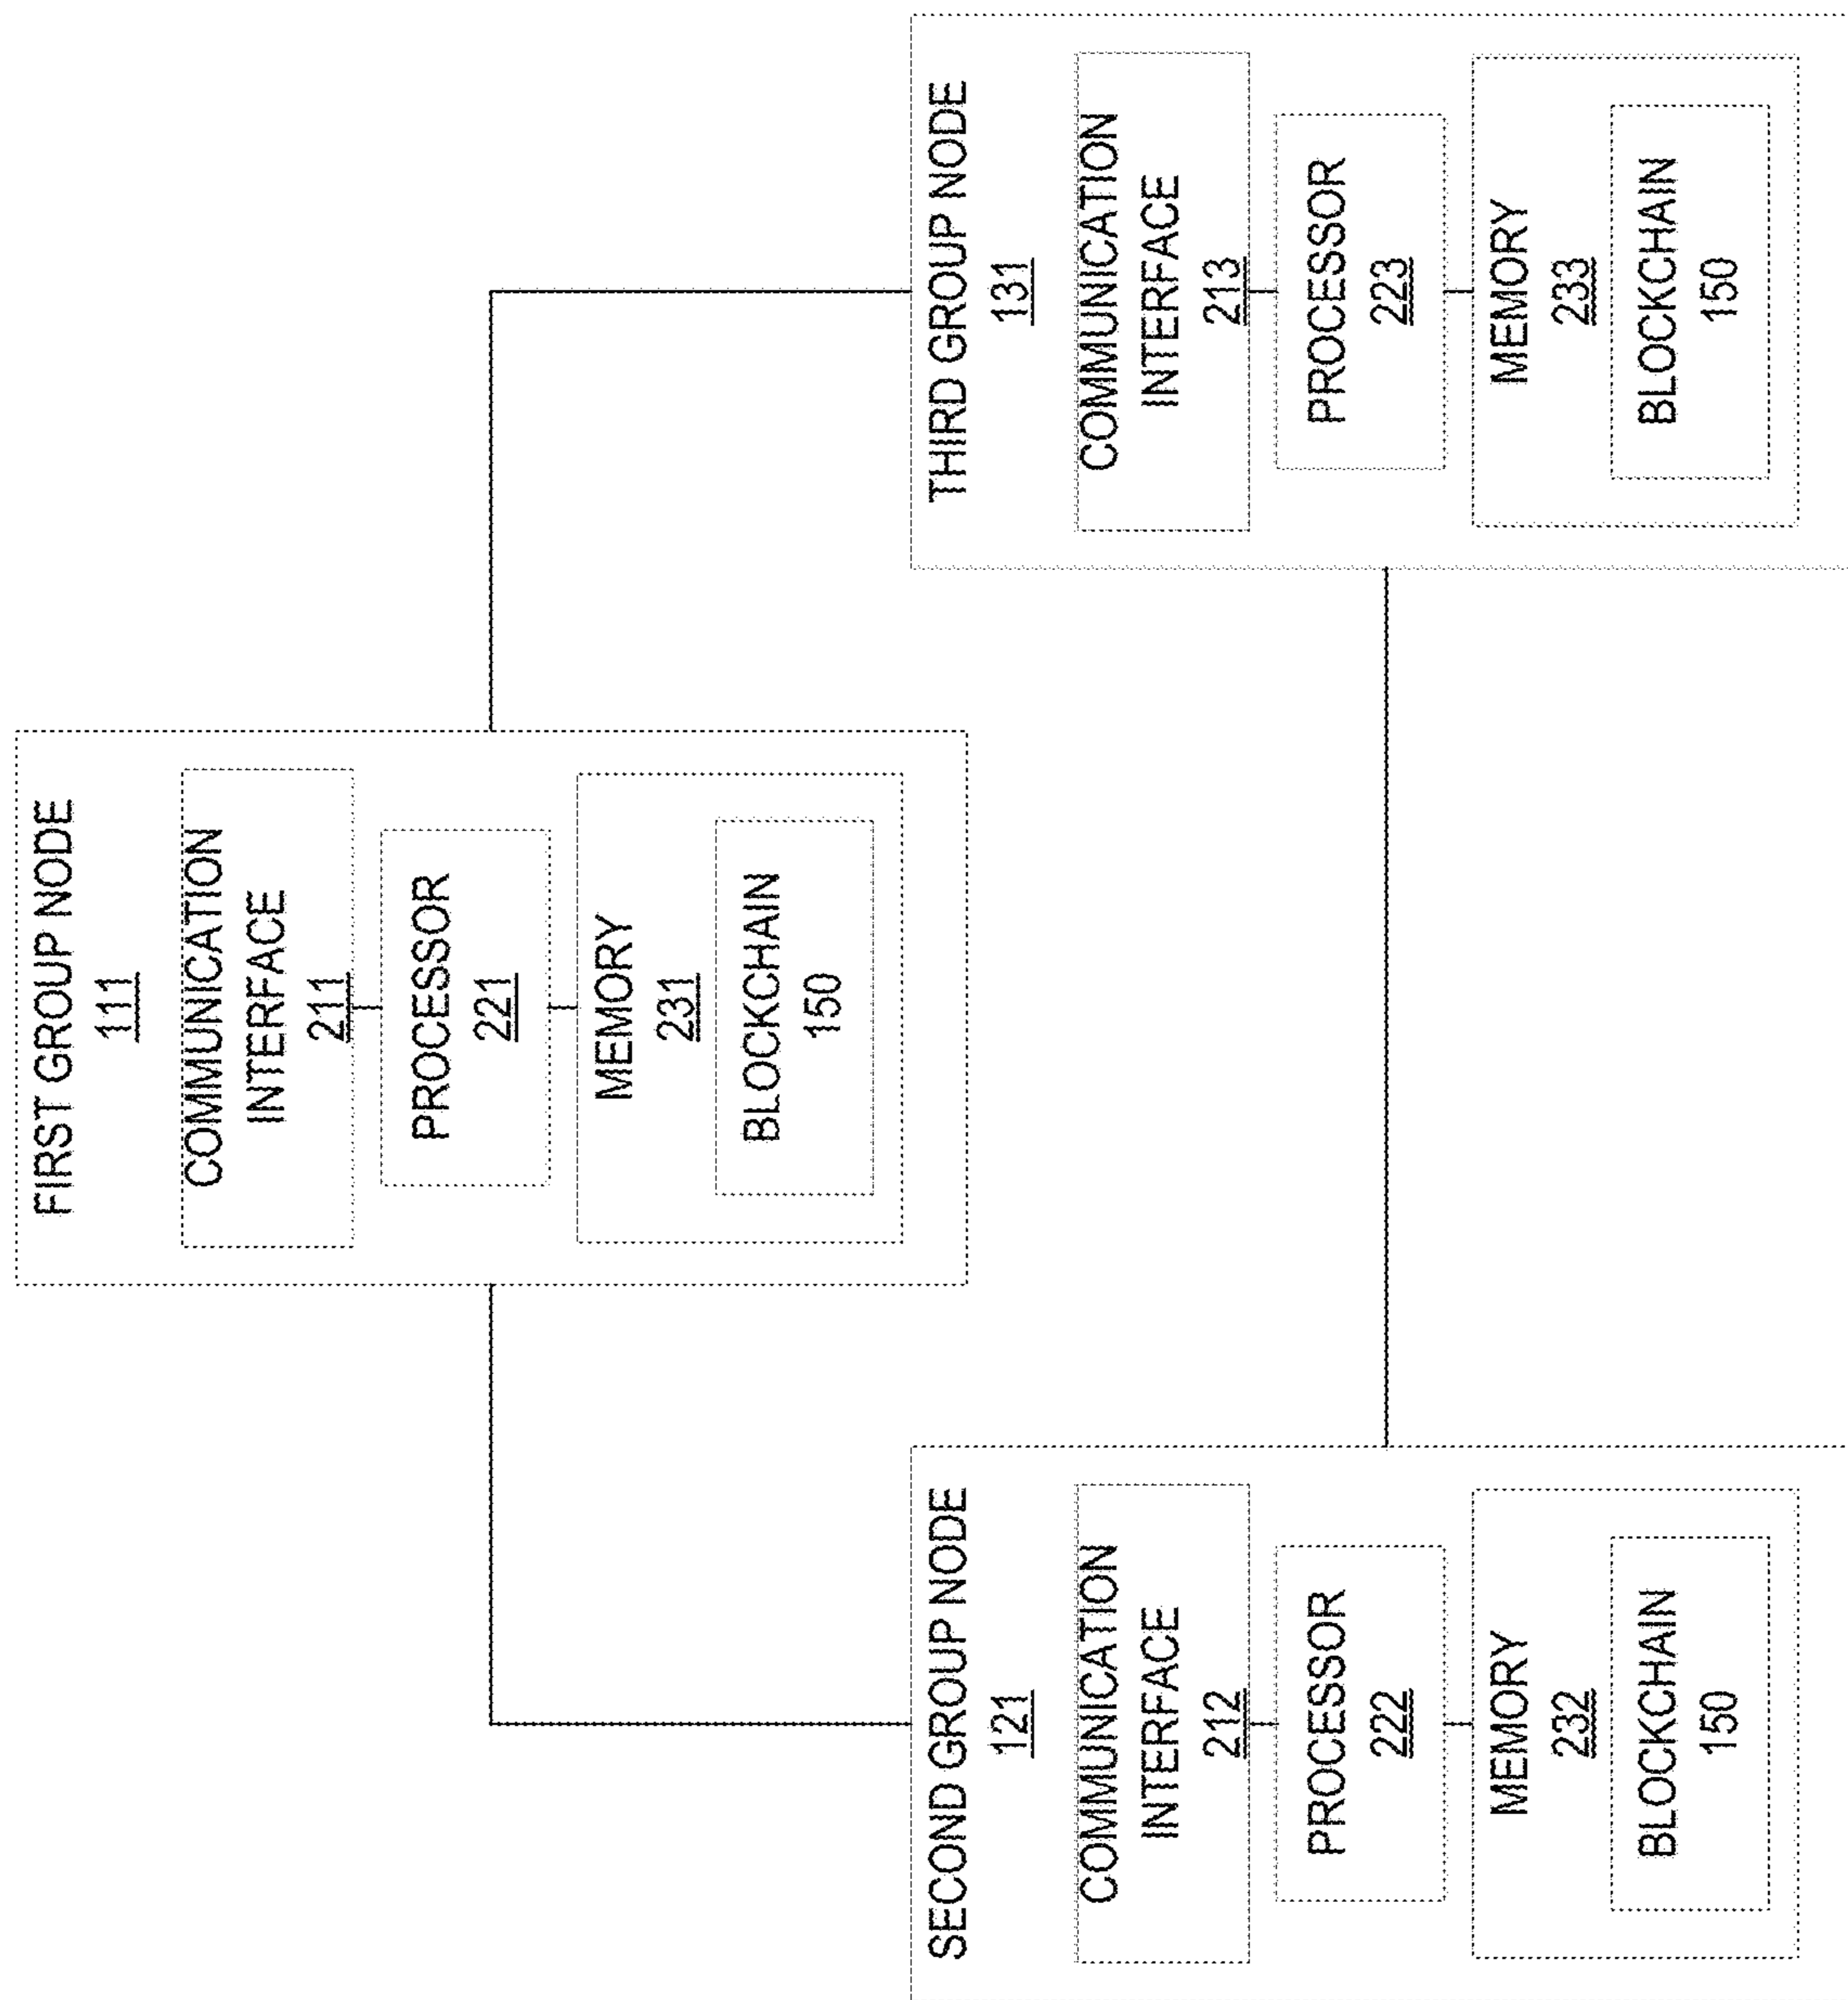 FIRST GROUP NODE
111
COMMUNICATION
INTERFACE
211
PROCESSOR
221
MEMORY
231
BLOCKCHAIN
150
SECOND GROUP NODE
121
COMMUNICATION
INTERFACE
212
PROCESSOR
222
MEMORY
232
BLOCKCHAIN
150
THIRD GROUP NODE
131
COMMUNICATION
INTERFACE
213
PROCESSOR
223
MEMORY
233
BLOCKCHAIN
150